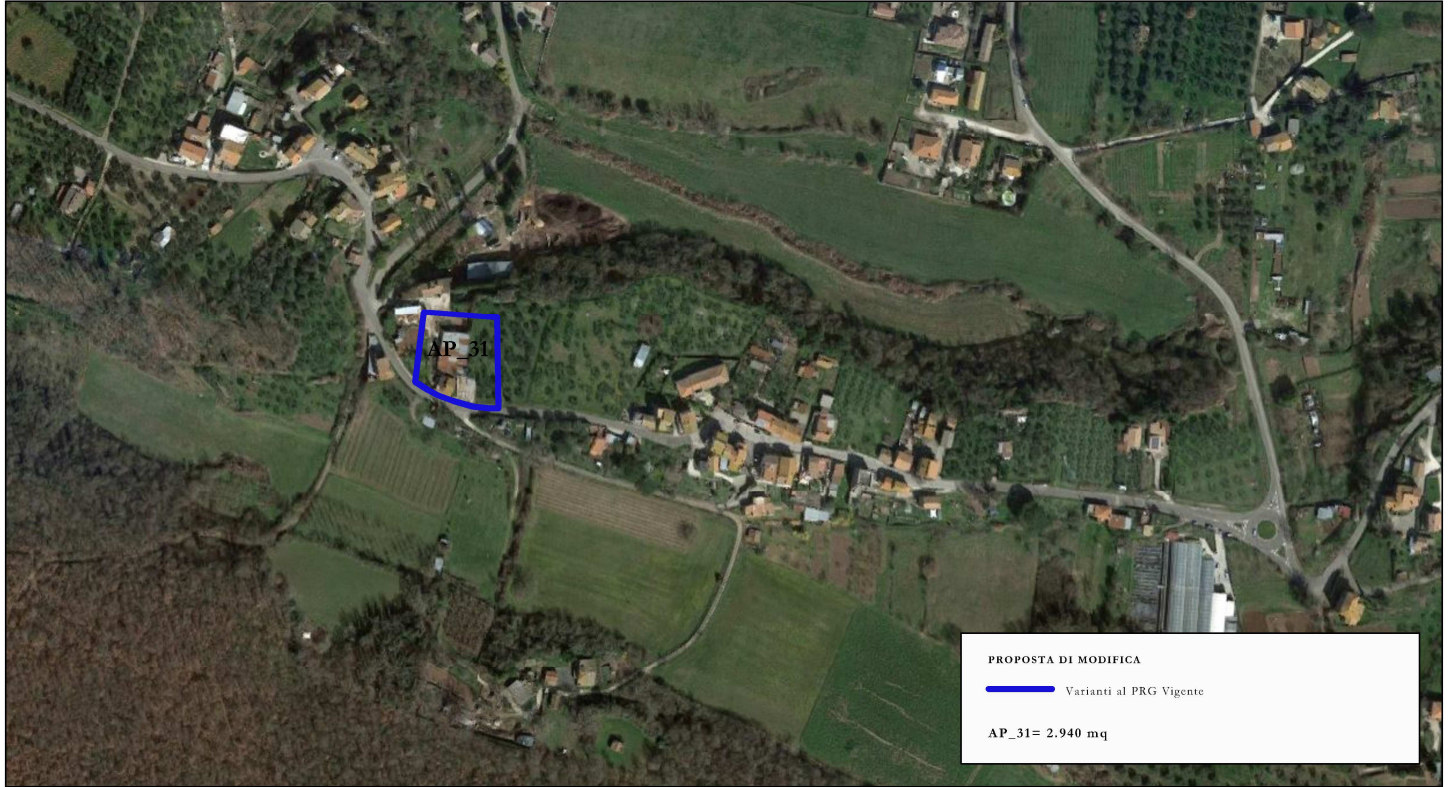 AP_31
PROPOSTA DI MODIFICA
Varianti al PRG Vigente
AP_31= 2.940 mq